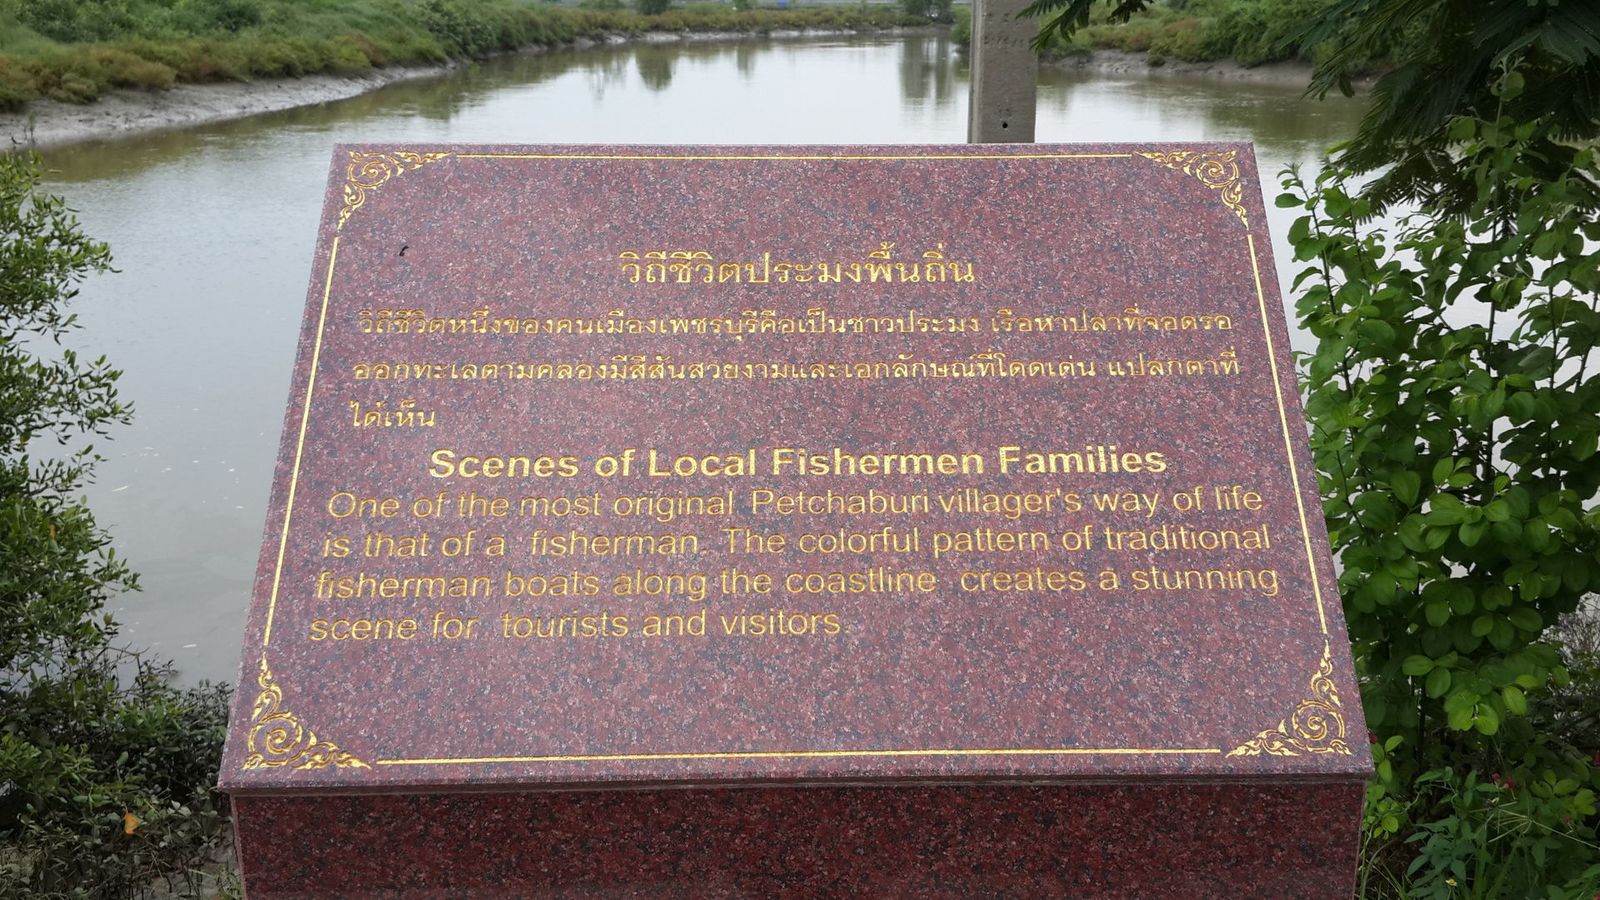 วิถีชีวิตประมงพื้นถิ่น
วิถีชีวิตหนึ่งของคนเมืองเพชรบุรีคือเป็นชาวประมง เรือหาปลาที่จอดรอ
ออกทะเลตามคลองมีสีสันสวยงามและเอกลักษณ์ที่โดดเด่น แปลกตาที่
ได้เห็น
Scenes of Local Fishermen Families
One of the most original Petchaburi villager's way of life
is that of a fisherman. The colorful pattern of traditional
fisherman boats along the coastline creates a stunning
scene for tourists and visitors.